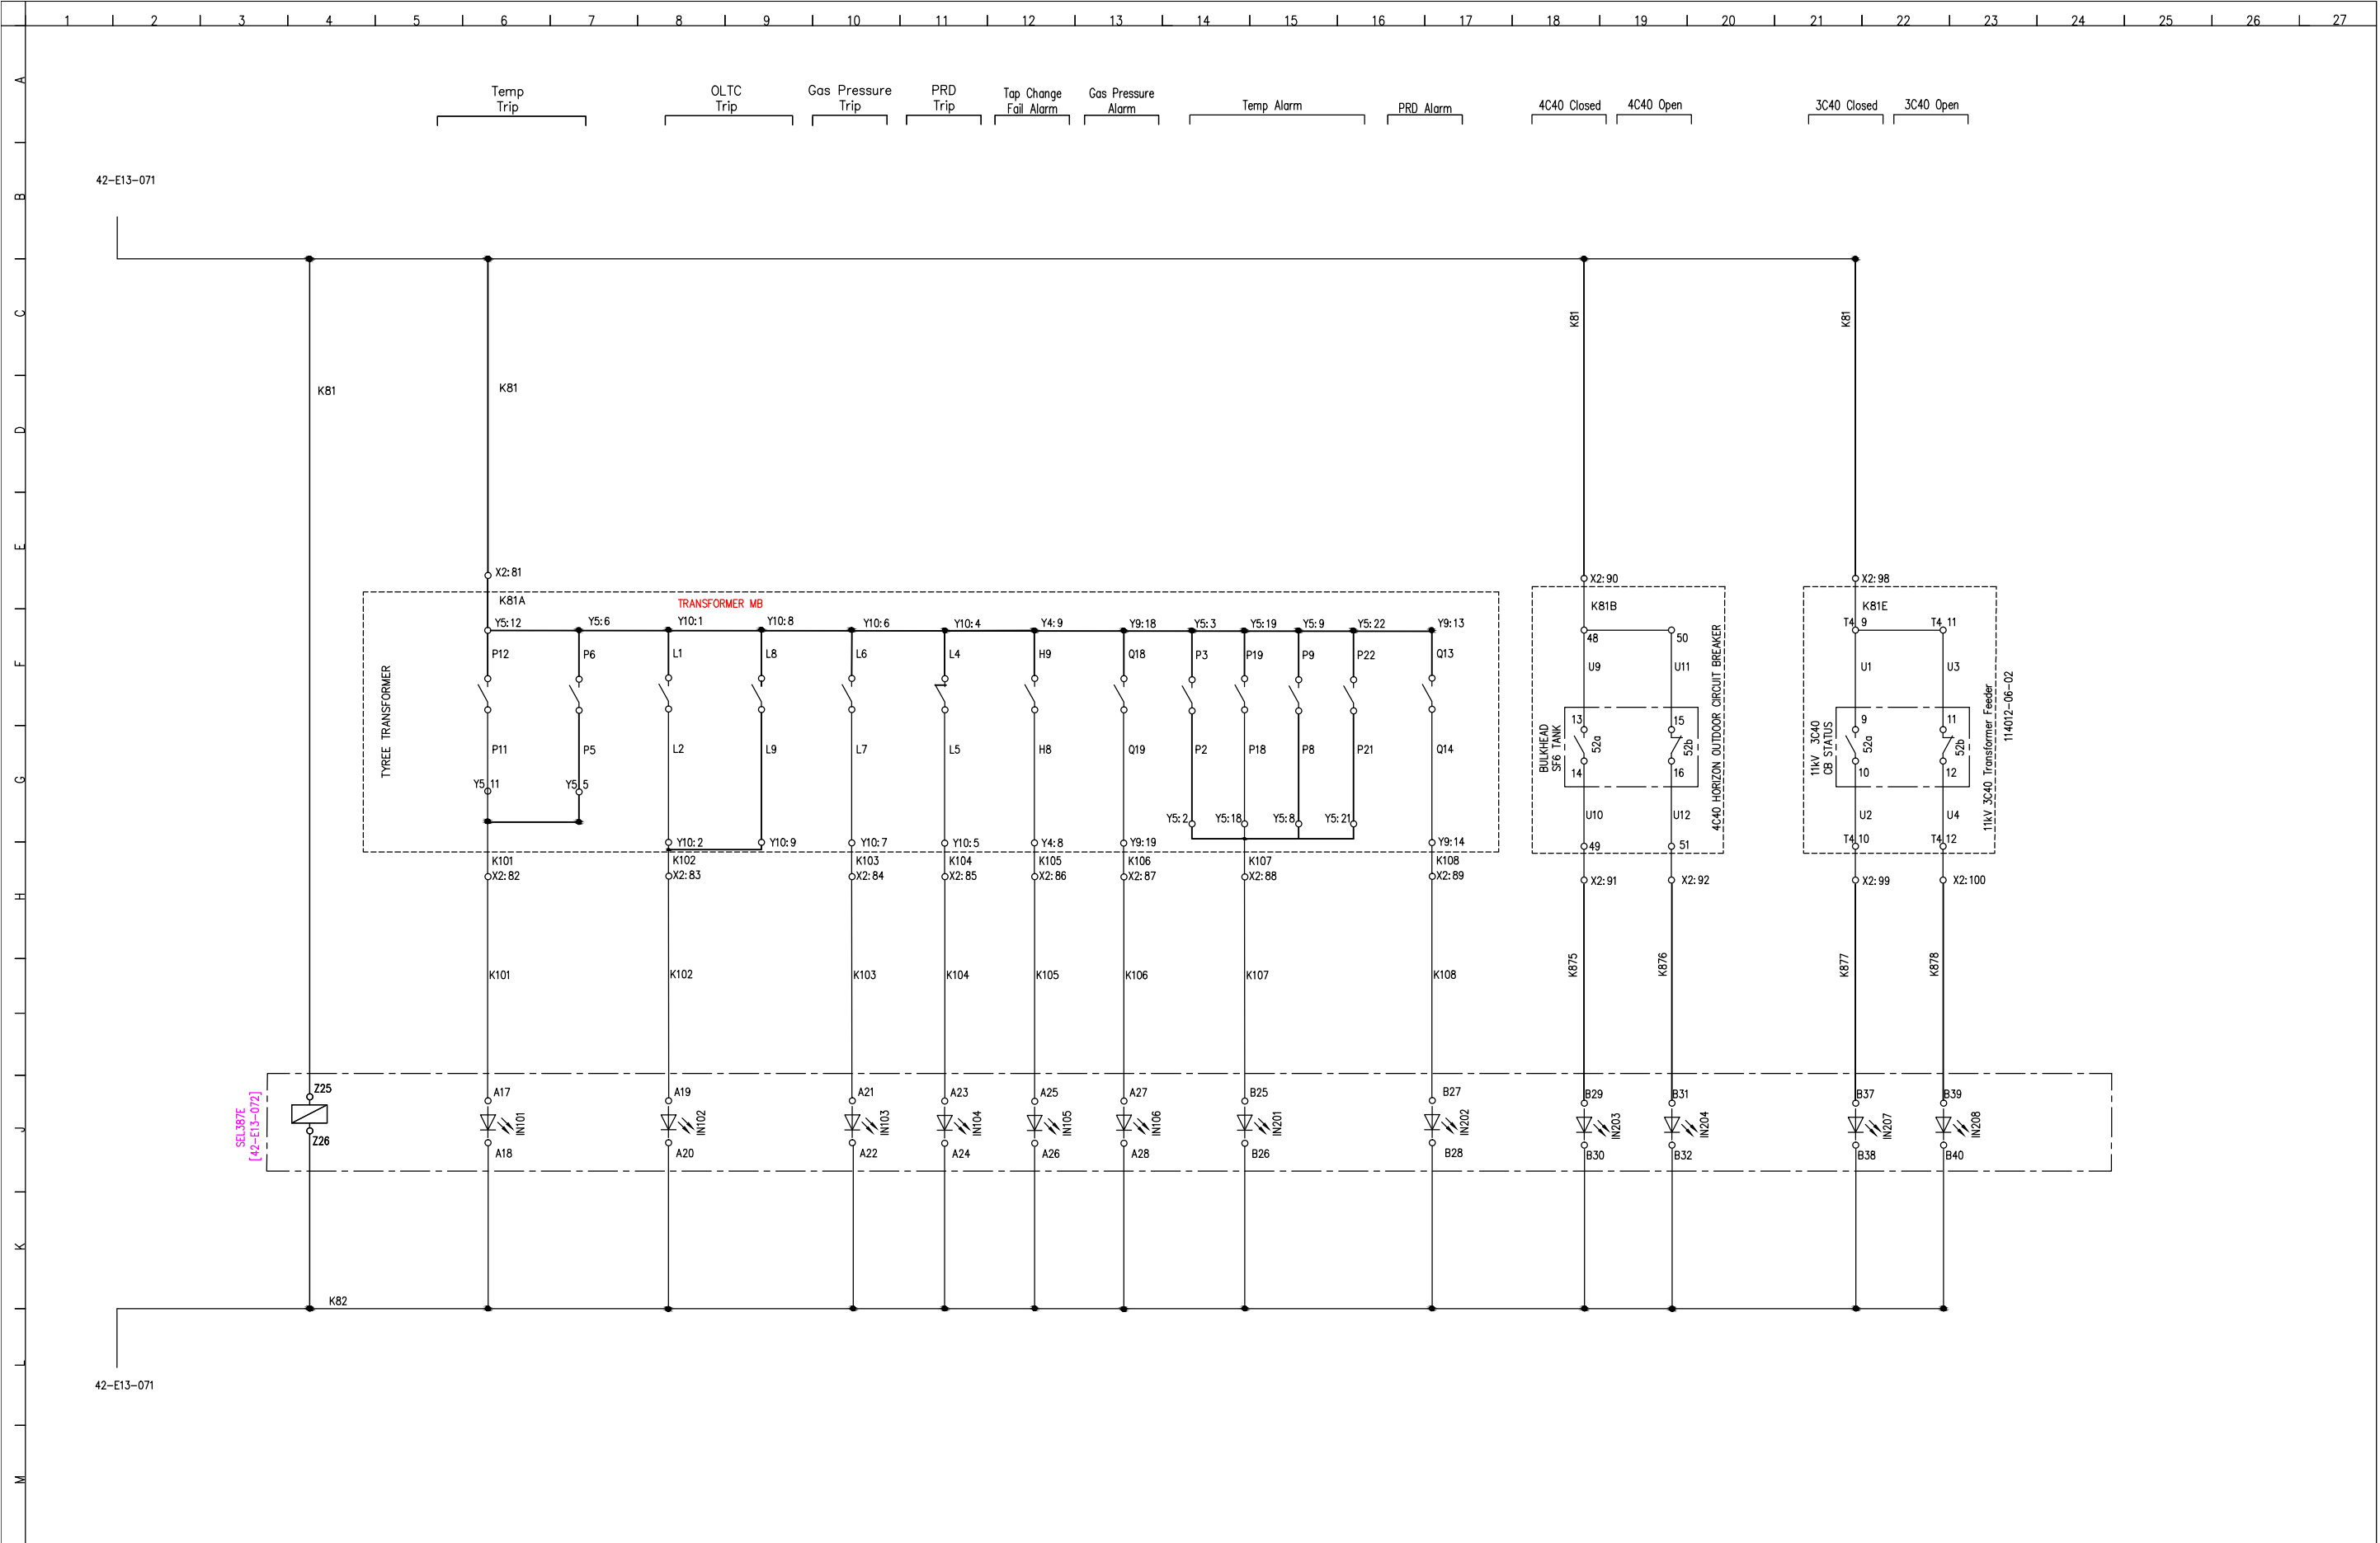 1 2 3 4 5 6 7 8 9 10 11 12 13 14 15 16 17 18 19 20 21 22 23 24 25 26 27
A
B
C
D
E
F
G
H
I
J
K
L
M
Temp
Trip
OLTC
Trip
Gas Pressure
Trip
PRD
Trip
Tap Change
Fail Alarm
Gas Pressure
Alarm
Temp Alarm
PRD Alarm
4C40 Closed
4C40 Open
3C40 Closed
3C40 Open
42-E13-071
K81 K81
K81 K81
X2:81 X2:90 X2:98
K81A
TRANSFORMER MB
K81B K81E
Y5:12 Y5:6 Y10:1 Y10:8 Y10:6 Y10:4 Y4:9 Y9:18 Y5:3 Y5:19 Y5:9 Y5:22 Y9:13
48 50 T4 9 T4 11
P12 P6 L1 L8 L6 L4 H9 Q18 P3 P19 P9 P22 Q13
U9 U11 U1 U3
TYREE TRANSFORMER
13 15 9 11
52a 52b 52a 52b
14 16 10 12
BULKHEAD
SF6 TANK
4C40 HORIZON OUTDOOR CIRCUIT BREAKER
11kV 3C40
CB STATUS
11kV 3C40 Transformer Feeder
114012-06-02
P11 P5 L2 L9 L7 L5 H8 Q19 P2 P18 P8 P21 Q14
Y5 11 Y5 5
U10 U12 U2 U4
Y5:2 Y5:18 Y5:8 Y5:21
Y10:2 Y10:9 Y10:7 Y10:5 Y4:8 Y9:19 Y9:14
49 51 T4 10 T4 12
K101 K102 K103 K104 K105 K106 K107 K108
X2:82 X2:83 X2:84 X2:85 X2:86 X2:87 X2:88 X2:89 X2:91 X2:92 X2:99 X2:100
K101 K102 K103 K104 K105 K106 K107 K108 K875 K876 K877 K878
Z25 A17 A19 A21 A23 A25 A27 B25 B27 B29 B31 B37 B39
SEL387E
[42-E13-072]
IN101 IN102 IN103 IN104 IN105 IN106 IN201 IN202 IN203 IN204 IN207 IN208
Z26 A18 A20 A22 A24 A26 A28 B26 B28 B30 B32 B38 B40
K82
42-E13-071